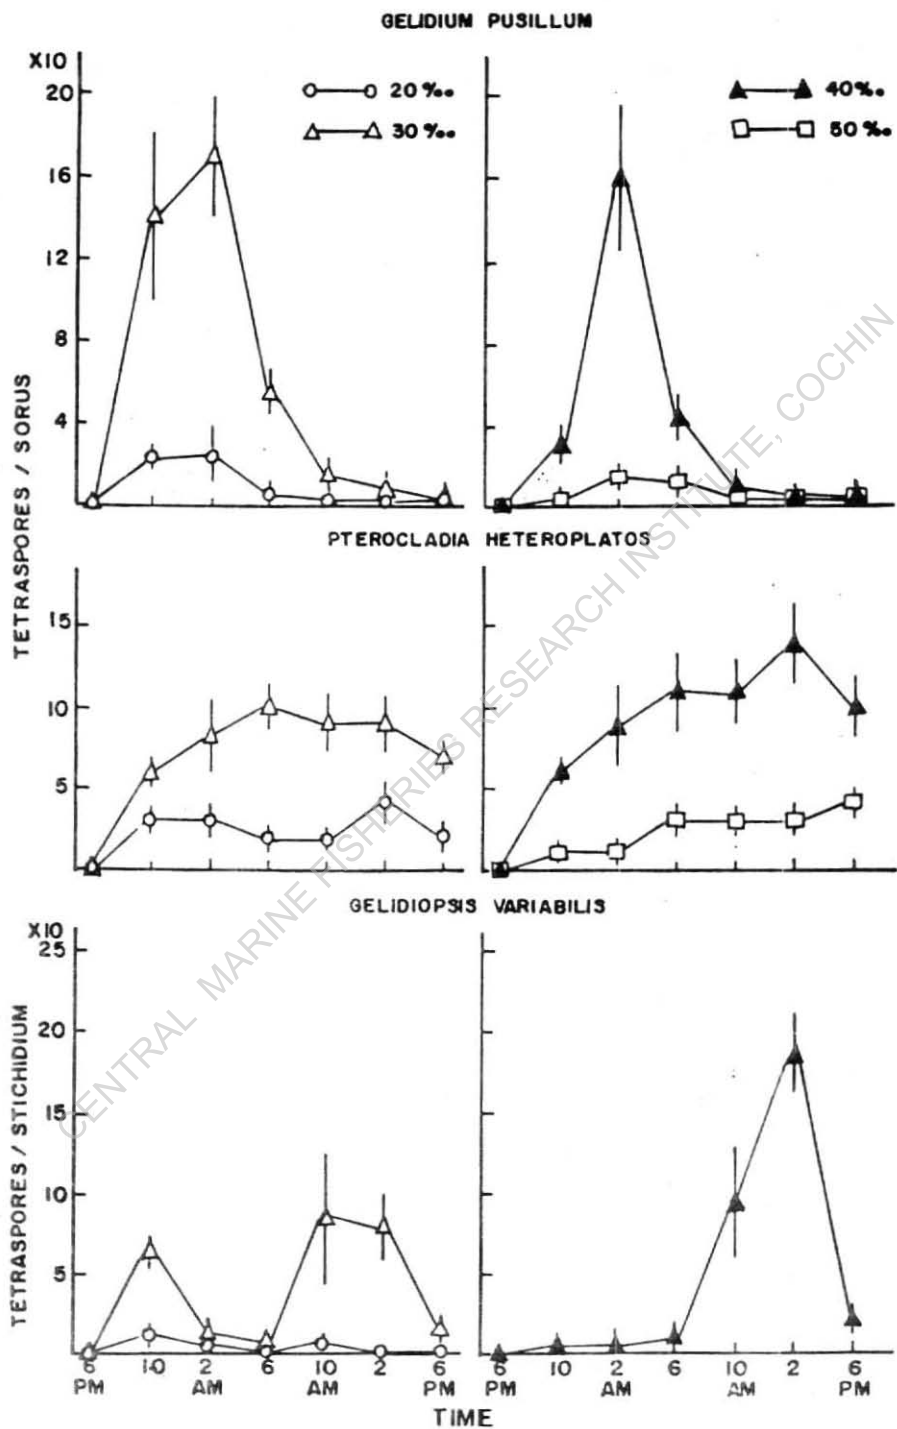 GELIDIUM PUSILLUM
X10
20 ‰
30 ‰
40‰
50 ‰
20
16
12
8
4
TETRASPORES / SORUS
PTEROCLADIA HETEROPLATOS
15
10
5
GELIDIOPSIS VARIABILIS
X10
25
20
15
10
5
TETRASPORES / STICHIDIUM
6 10 2 6 10 2 6 6 10 2 6 10 2 6
PM AM AM PM PM AM AM PM
TIME
CENTRAL MARINE FISHERIES RESEARCH INSTITUTE, COCHIN